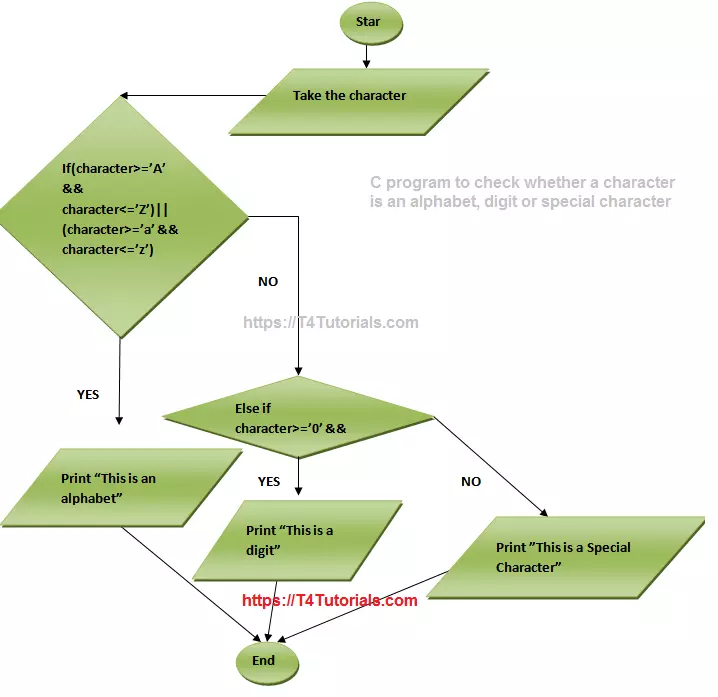 Star
Take the character
If(character>=’A’
&&
character<=’Z’)||
(character>=’a’ &&
character<=’z’)
C program to check whether a character
is an alphabet, digit or special character
NO
https://T4Tutorials.com
YES
Else if
character>=’0’ &&
YES
NO
Print “This is an
alphabet”
Print “This is a
digit”
Print ”This is a Special
Character”
https://T4Tutorials.com
End